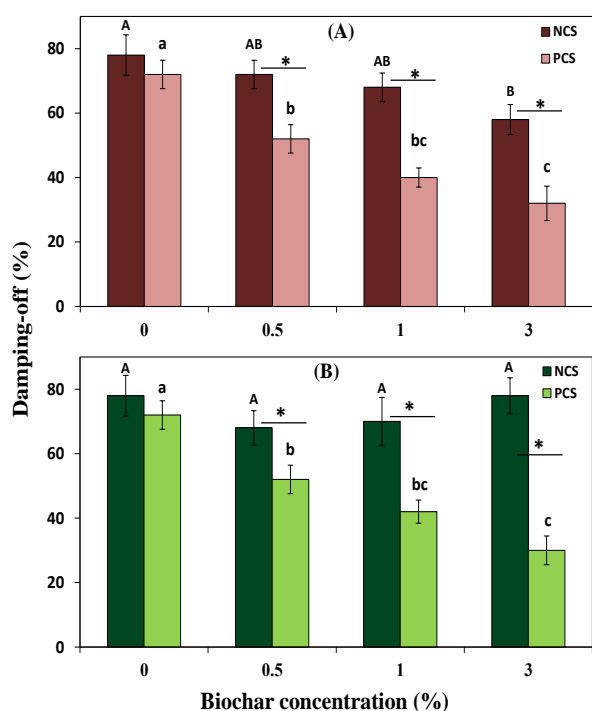 (A)
NCS
PCS
80
60
40
20
0
A
a
AB
*
b
AB
*
bc
B
*
c
0 0.5 1 3
Damping-off (%)
(B)
NCS
PCS
80
60
40
20
0
A
a
A
*
b
A
*
bc
A
*
c
0 0.5 1 3
Biochar concentration (%)